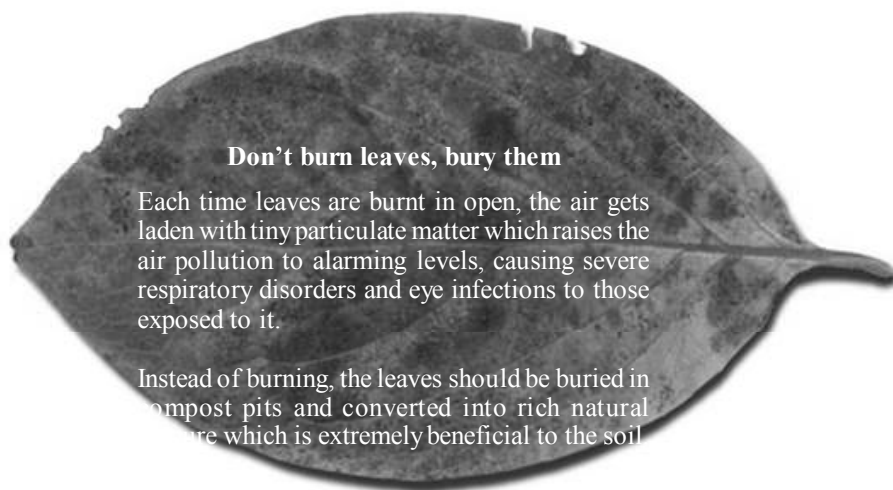 Don't burn leaves, bury them
Each time leaves are burnt in open, the air gets
laden with tiny particulate matter which raises the
air pollution to alarming levels, causing severe
respiratory disorders and eye infections to those
exposed to it.
Instead of burning, the leaves should be buried in
compost pits and converted into rich natural
which is extremely beneficial to the soil